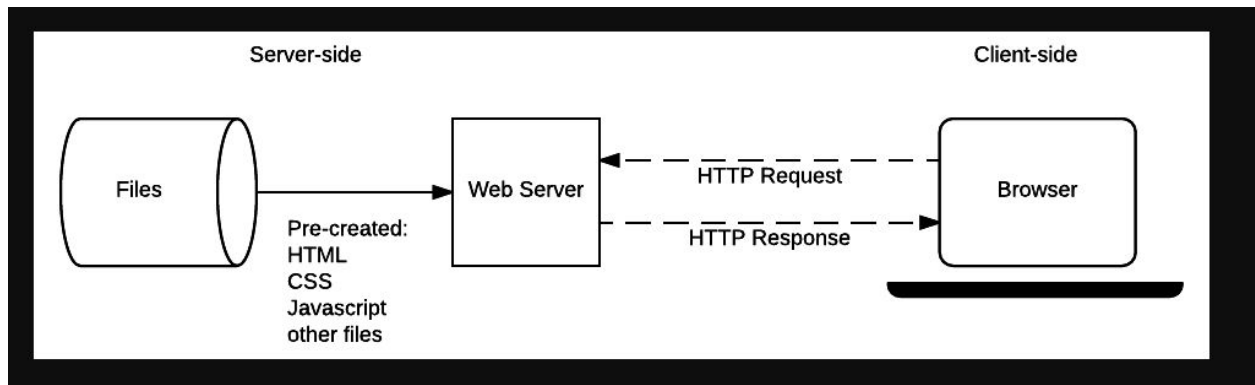 Server-side
Client-side
Files
Web Server
HTTP Request
Browser
Pre-created:
HTML
CSS
Javascript
other files
HTTP Response